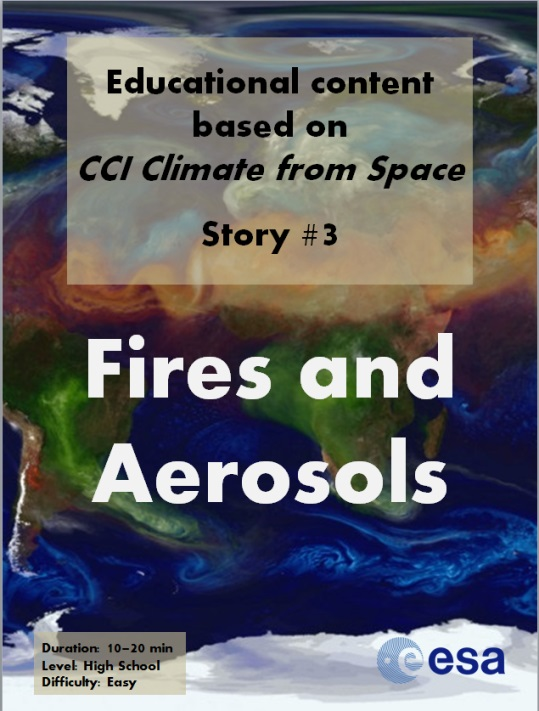 Educational content
based on
CCI Climate from Space
Story #3
Fires and
Aerosols
Duration: 10-20 min
Level: High School
Difficulty: Easy
esa